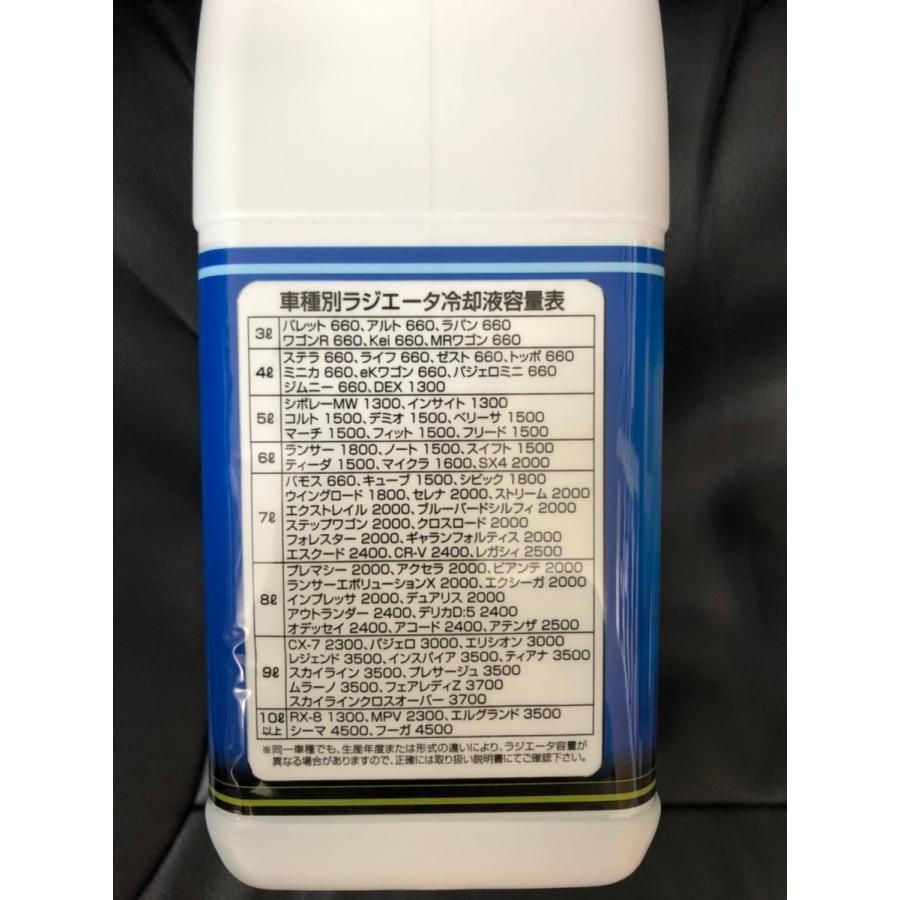 車種別ラジエータ冷却液容量表
3ℓ
パレット 660、アルト 660、ラパン 660
ワゴンR 660、Kei 660、MRワゴン 660
4ℓ
ステラ 660、ライフ 660、ゼスト 660、トッポ 660
ミニカ 660、eKワゴン 660、パジェロミニ 660
ジムニー 660、DEX 1300
5ℓ
シボレーMW 1300、インサイト 1300
コルト 1500、デミオ 1500、ベリーサ 1500
マーチ 1500、フィット 1500、フリード 1500
6ℓ
ランサー 1800、ノート 1500、スイフト 1500
ティーダ 1500、マイクラ 1600、SX4 2000
7ℓ
バモス 660、キューブ 1500、シビック 1800
ウイングロード 1800、セレナ 2000、ストリーム 2000
エクストレイル 2000、ブルーバードシルフィ 2000
ステップワゴン 2000、クロスロード 2000
フォレスター 2000、ギャランフォルティス 2000
エスクード 2400、CR-V 2400、レガシィ 2500
8ℓ
プレマシー 2000、アクセラ 2000、ビアンテ 2000
ランサーエボリューションX 2000、エクシーガ 2000
インプレッサ 2000、デュアリス 2000
アウトランダー 2400、デリカD:5 2400
オデッセイ 2400、アコード 2400、アテンザ 2500
9ℓ
CX-7 2300、パジェロ 3000、エリシオン 3000
レジェンド 3500、インスパイア 3500、ティアナ 3500
スカイライン 3500、プレサージュ 3500
ムラーノ 3500、フェアレディZ 3700
スカイラインクロスオーバー 3700
10ℓ
以上
RX-8 1300、MPV 2300、エルグランド 3500
シーマ 4500、フーガ 4500
※同一車種でも、生産年度または形式の違いにより、ラジエータ容量が
異なる場合がありますので、正確には取り扱い説明書にてご確認下さい。